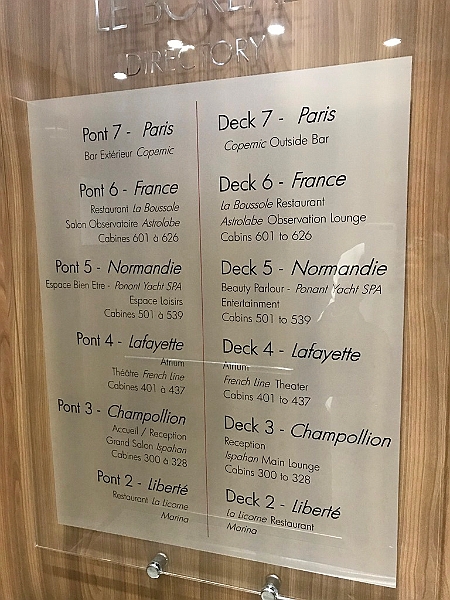 LE BORÉAL
DIRECTORY
Pont 7 - Paris
Bar Extérieur Copernic
Pont 6 - France
Restaurant La Boussole
Salon Observatoire Astrolabe
Cabines 601 à 626
Pont 5 - Normandie
Espace Bien Etre - Ponant Yacht SPA
Espace Loisirs
Cabines 501 à 539
Pont 4 - Lafayette
Atrium
Théâtre French Line
Cabines 401 à 437
Pont 3 - Champollion
Accueil / Reception
Grand Salon Ispahan
Cabines 300 à 328
Pont 2 - Liberté
Restaurant La Licorne
Marina
Deck 7 - Paris
Copernic Outside Bar
Deck 6 - France
La Boussole Restaurant
Astrolabe Observation Lounge
Cabins 601 to 626
Deck 5 - Normandie
Beauty Parlour - Ponant Yacht SPA
Entertainment
Cabins 501 to 539
Deck 4 - Lafayette
Atrium
French Line Theater
Cabins 401 to 437
Deck 3 - Champollion
Reception
Ispahan Main Lounge
Cabins 300 to 328
Deck 2 - Liberté
La Licorne Restaurant
Marina